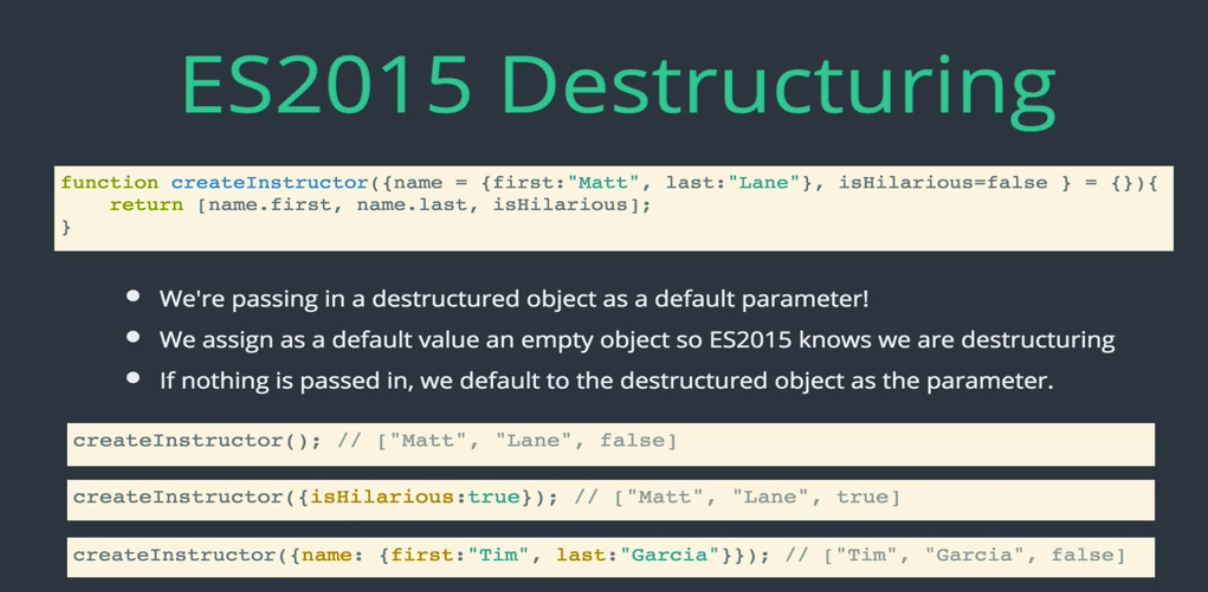 ES2015 Destructuring
function createInstructor({name = {first:"Matt", last:"Lane"}, isHilarious=false } = {}){
    return [name.first, name.last, isHilarious];
}
• We're passing in a destructured object as a default parameter!
• We assign as a default value an empty object so ES2015 knows we are destructuring
• If nothing is passed in, we default to the destructured object as the parameter.
createInstructor(); // ["Matt", "Lane", false]
createInstructor({isHilarious:true}); // ["Matt", "Lane", true]
createInstructor({name: {first:"Tim", last:"Garcia"}}); // ["Tim", "Garcia", false]